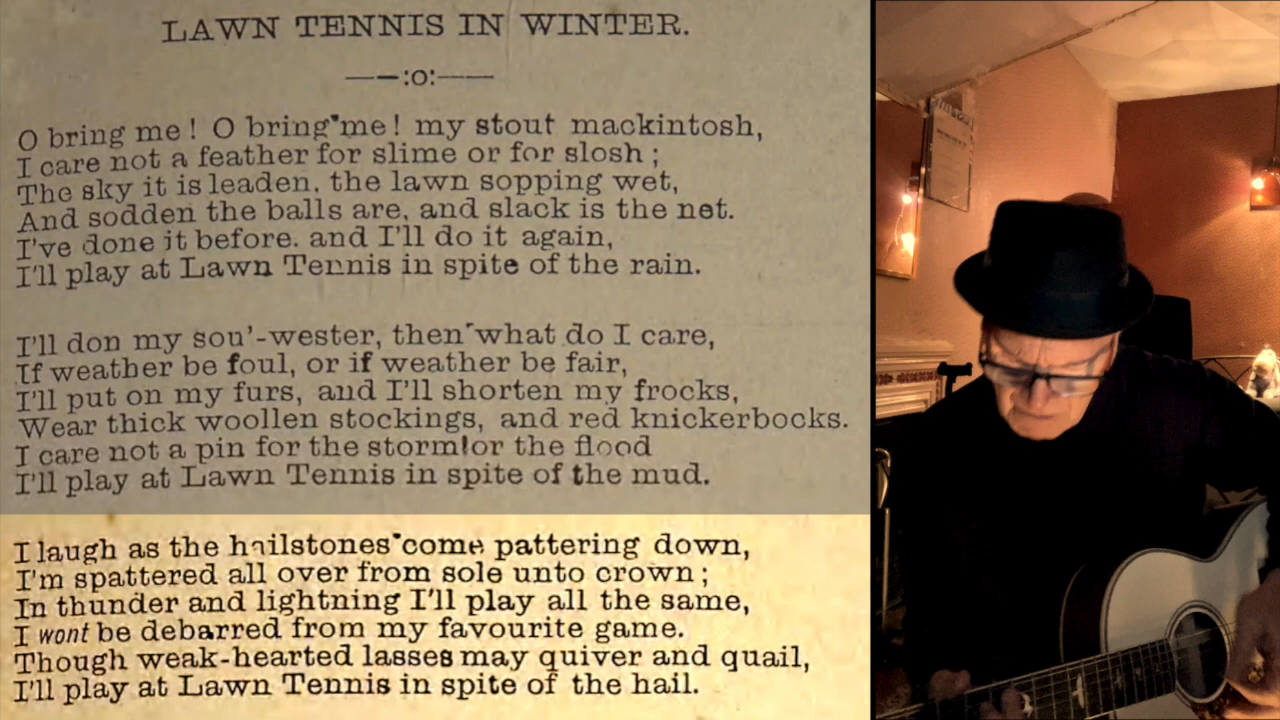 LAWN TENNIS IN WINTER.
——:o:——
O bring me! O bring me! my stout mackintosh,
I care not a feather for slime or for slosh;
The sky it is leaden, the lawn sopping wet,
And sodden the balls are, and slack is the net.
I've done it before. and I'll do it again,
I'll play at Lawn Tennis in spite of the rain.
I'll don my sou'-wester, then what do I care,
If weather be foul, or if weather be fair,
I'll put on my furs, and I'll shorten my frocks,
Wear thick woollen stockings, and red knickerbocks.
I care not a pin for the storm or the flood
I'll play at Lawn Tennis in spite of the mud.
I laugh as the hailstones come pattering down,
I'm spattered all over from sole unto crown;
In thunder and lightning I'll play all the same,
I wont be debarred from my favourite game.
Though weak-hearted lasses may quiver and quail,
I'll play at Lawn Tennis in spite of the hail.